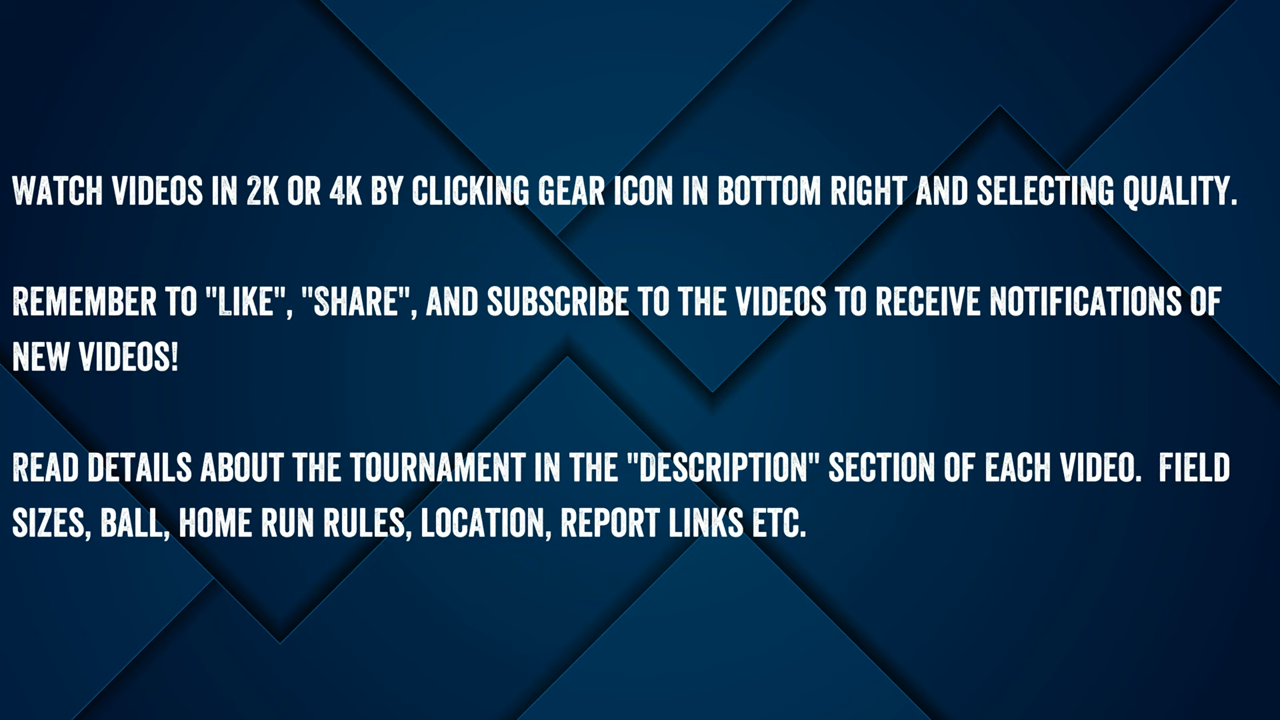 WATCH VIDEOS IN 2K OR 4K BY CLICKING GEAR ICON IN BOTTOM RIGHT AND SELECTING QUALITY.
REMEMBER TO "LIKE", "SHARE", AND SUBSCRIBE TO THE VIDEOS TO RECEIVE NOTIFICATIONS OF
NEW VIDEOS!
READ DETAILS ABOUT THE TOURNAMENT IN THE "DESCRIPTION" SECTION OF EACH VIDEO.  FIELD
SIZES, BALL, HOME RUN RULES, LOCATION, REPORT LINKS ETC.